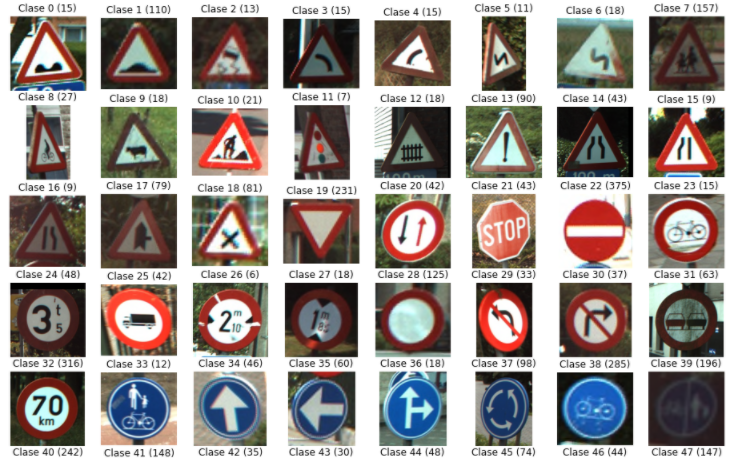 Clase 0 (15) Clase 1 (110) Clase 2 (13) Clase 3 (15) Clase 4 (15) Clase 5 (11) Clase 6 (18) Clase 7 (157)
Clase 8 (27) Clase 9 (18) Clase 10 (21) Clase 11 (7) Clase 12 (18) Clase 13 (90) Clase 14 (43) Clase 15 (9)
Clase 16 (9) Clase 17 (79) Clase 18 (81) Clase 19 (231) Clase 20 (42) Clase 21 (43) Clase 22 (375) Clase 23 (15)
STOP
Clase 24 (48) Clase 25 (42) Clase 26 (6) Clase 27 (18) Clase 28 (125) Clase 29 (33) Clase 30 (37) Clase 31 (63)
3 t 5
2 m 10
Clase 32 (316) Clase 33 (12) Clase 34 (46) Clase 35 (60) Clase 36 (18) Clase 37 (98) Clase 38 (285) Clase 39 (196)
70
km
Clase 40 (242) Clase 41 (148) Clase 42 (35) Clase 43 (30) Clase 44 (48) Clase 45 (74) Clase 46 (44) Clase 47 (147)